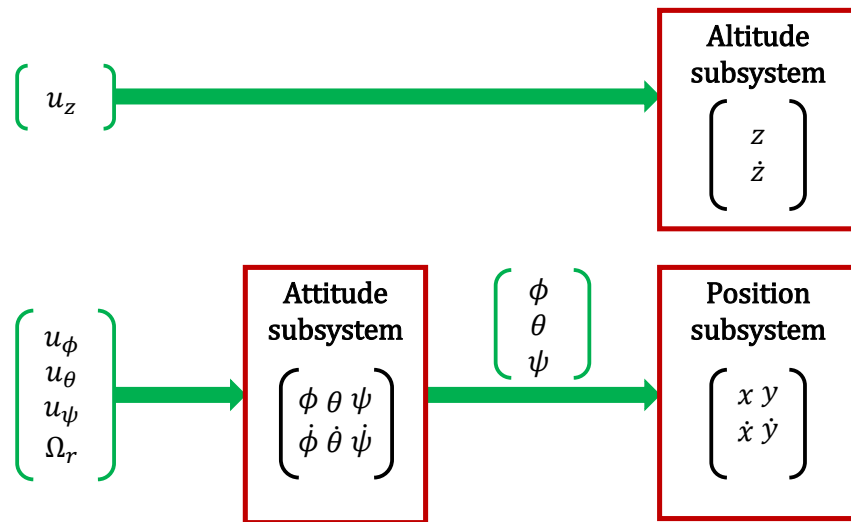 Altitude
subsystem
u_z
z
ż
Attitude
subsystem
Position
subsystem
ϕ
θ
ψ
u_ϕ
u_θ
u_ψ
Ω_r
ϕ θ ψ
ϕ̇ θ̇ ψ̇
x y
ẋ ẏ